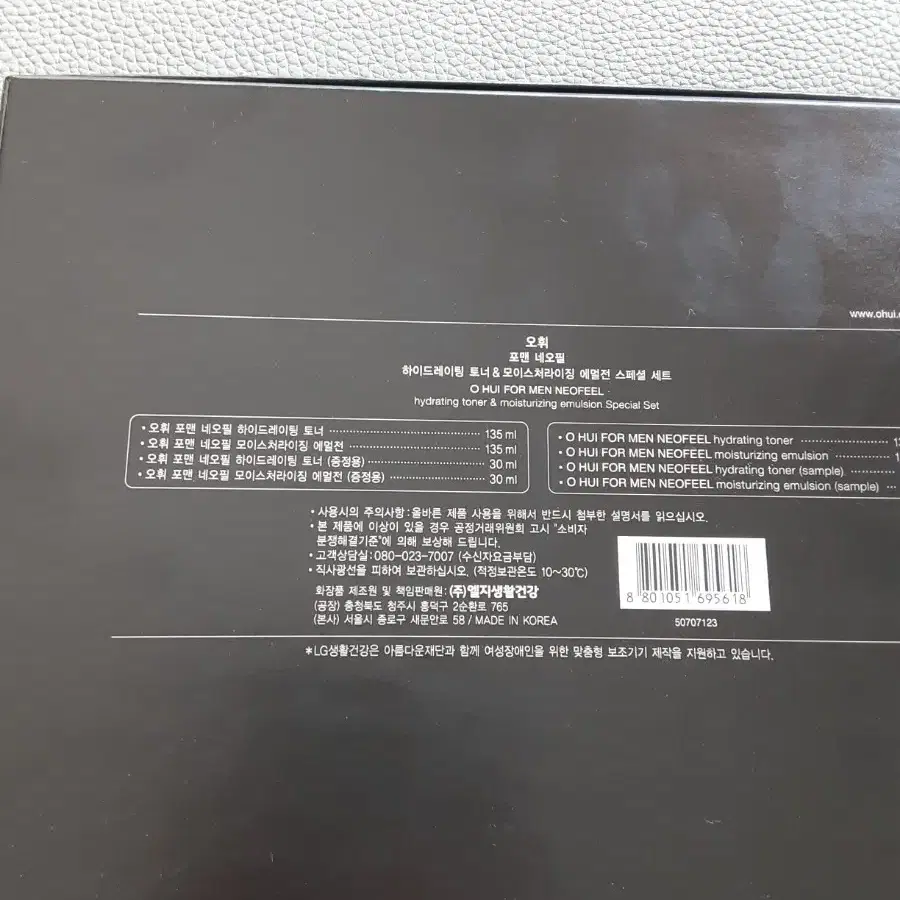 www.ohui.
오휘
포맨 네오필
하이드레이팅 토너 & 모이스처라이징 에멀전 스페셜 세트
O HUI FOR MEN NEOFEEL
hydrating toner & moisturizing emulsion Special Set
• 오휘 포맨 네오필 하이드레이팅 토너 135 ml
• 오휘 포맨 네오필 모이스처라이징 에멀전 135 ml
• 오휘 포맨 네오필 하이드레이팅 토너 (증정용) 30 ml
• 오휘 포맨 네오필 모이스처라이징 에멀전 (증정용) 30 ml
• O HUI FOR MEN NEOFEEL hydrating toner
• O HUI FOR MEN NEOFEEL moisturizing emulsion
• O HUI FOR MEN NEOFEEL hydrating toner (sample)
• O HUI FOR MEN NEOFEEL moisturizing emulsion (sample)
• 사용시의 주의사항:올바른 제품 사용을 위해서 반드시 첨부한 설명서를 읽으십시오.
• 본 제품에 이상이 있을 경우 공정거래위원회 고시 "소비자
분쟁해결기준"에 의해 보상해 드립니다.
• 고객상담실:080-023-7007 (수신자요금부담)
• 직사광선을 피하여 보관하십시오. (적정보관온도 10~30℃)
화장품 제조원 및 책임판매원: (주)엘지생활건강
(공장) 충청북도 청주시 흥덕구 2순환로 765
(본사) 서울시 종로구 새문안로 58 / MADE IN KOREA
8 801051 695618
50707123
*LG생활건강은 아름다운재단과 함께 여성장애인을 위한 맞춤형 보조기기 제작을 지원하고 있습니다.